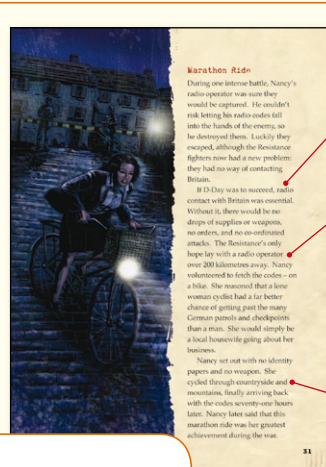 Marathon Ride
During one intense battle, Nancy's
radio operator was sure they
would be captured. He couldn't
risk letting his radio codes fall
into the hands of the enemy, so
he destroyed them. Luckily they
escaped, although the Resistance
fighters now had a new problem:
they had no way of contacting
Britain.
If D-Day was to succeed, radio
contact with Britain was essential.
Without it, there would be no
drops of supplies or weapons,
no orders, and no co-ordinated
attacks. The Resistance's only
hope lay with a radio operator
over 200 kilometres away. Nancy
volunteered to fetch the codes – on
a bike. She reasoned that a lone
woman cyclist had a far better
chance of getting past the many
German patrols and checkpoints
than a man. She would simply be
a local housewife going about her
business.
Nancy set out with no identity
papers and no weapon. She
cycled through countryside and
mountains, finally arriving back
with the codes seventy-one hours
later. Nancy later said that this
marathon ride was her greatest
achievement during the war.
31